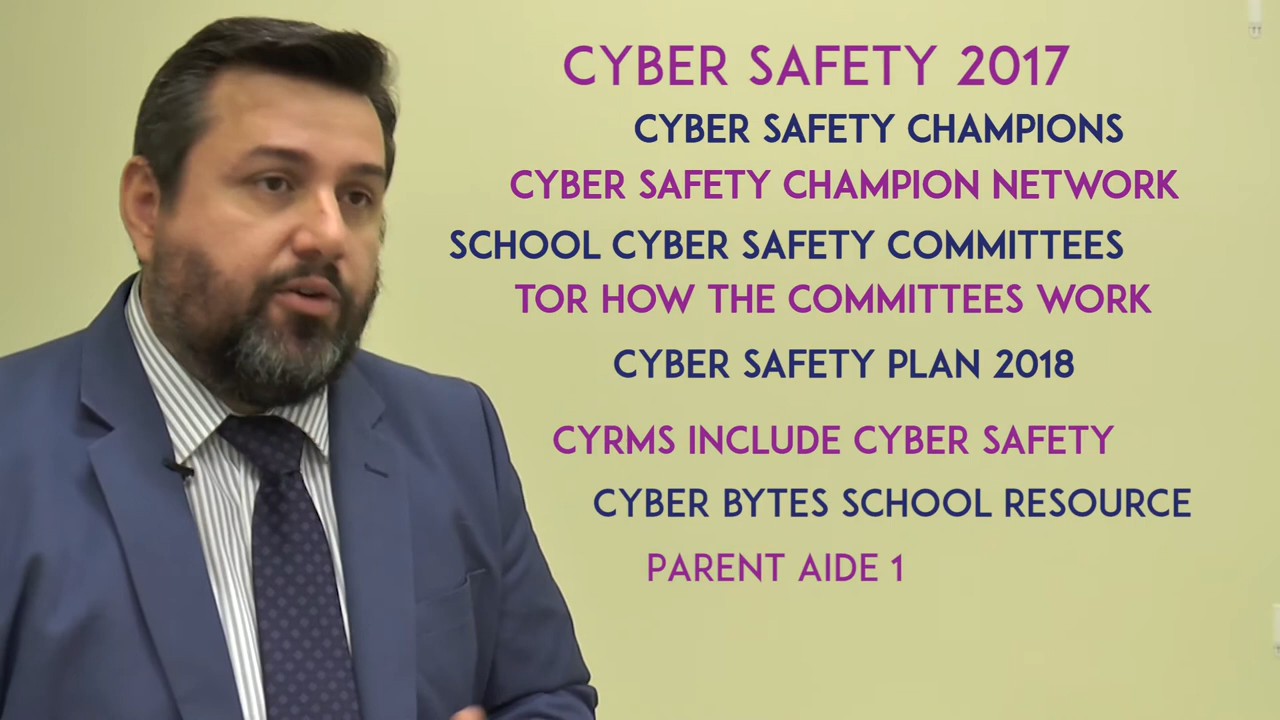 CYBER SAFETY 2017
CYBER SAFETY CHAMPIONS
CYBER SAFETY CHAMPION NETWORK
SCHOOL CYBER SAFETY COMMITTEES
TOR HOW THE COMMITTEES WORK
CYBER SAFETY PLAN 2018
CYRMS INCLUDE CYBER SAFETY
CYBER BYTES SCHOOL RESOURCE
PARENT AIDE 1